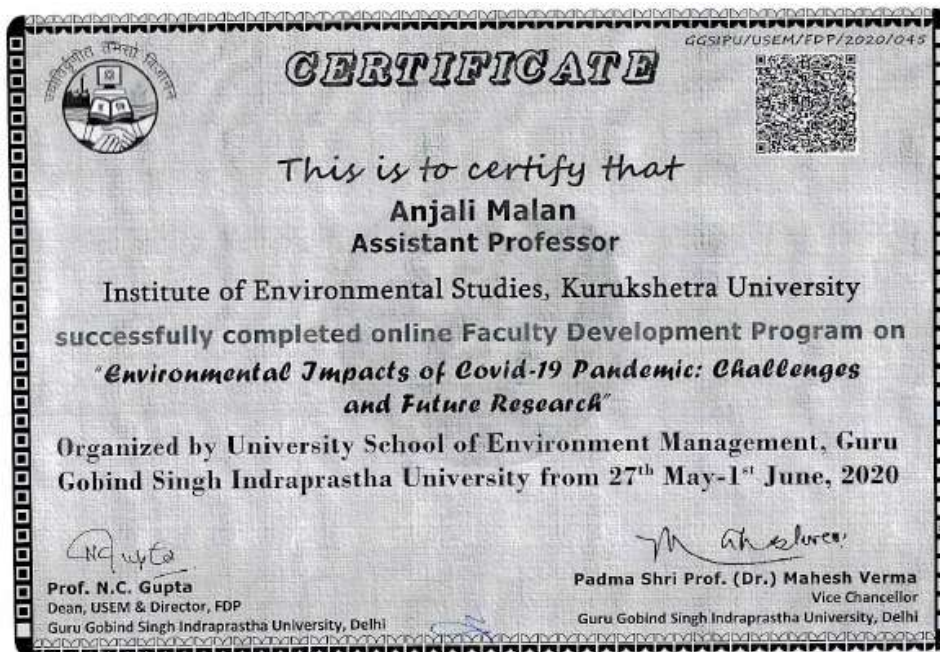 GGSIPU/USEM/FDP/2020/045
CERTIFICATE
This is to certify that
Anjali Malan
Assistant Professor
Institute of Environmental Studies, Kurukshetra University
successfully completed online Faculty Development Program on
"Environmental Impacts of Covid-19 Pandemic: Challenges
and Future Research"
Organized by University School of Environment Management, Guru
Gobind Singh Indraprastha University from 27th May-1st June, 2020
NCGupta
Prof. N.C. Gupta
Dean, USEM & Director, FDP
Guru Gobind Singh Indraprastha University, Delhi
Padma Shri Prof. (Dr.) Mahesh Verma
Vice Chancellor
Guru Gobind Singh Indraprastha University, Delhi